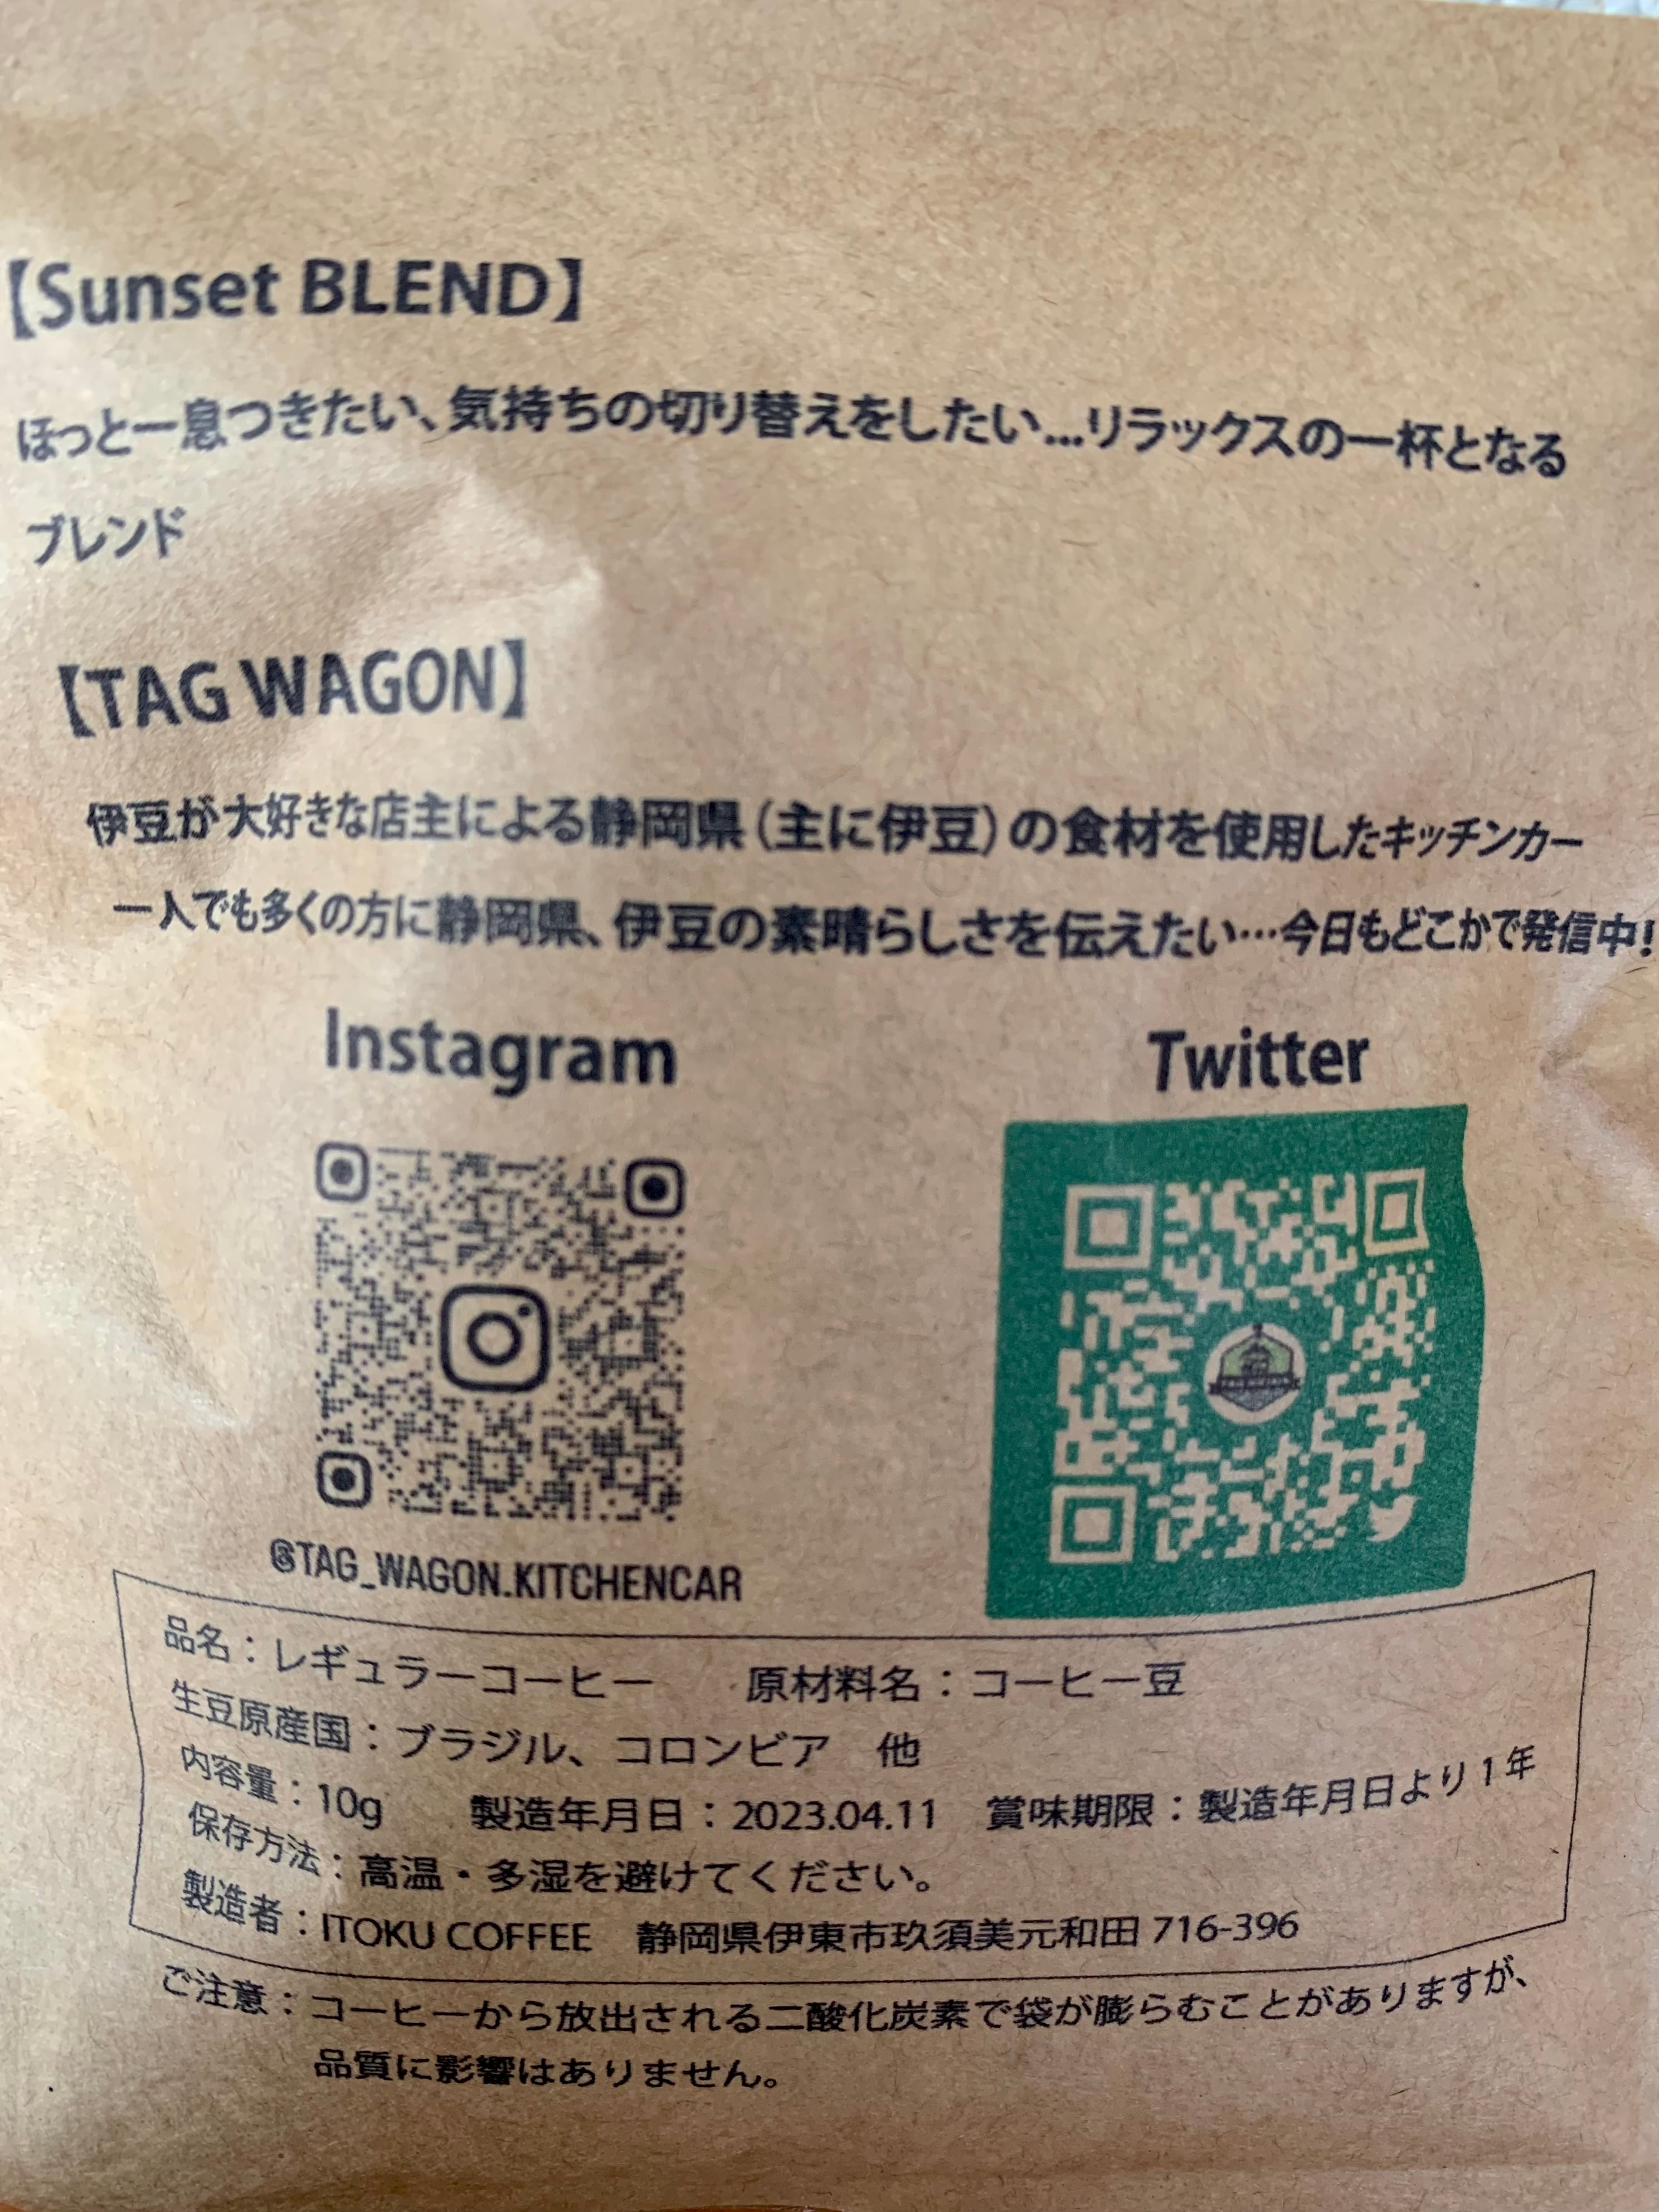 【Sunset BLEND】
ほっと一息つきたい、気持ちの切り替えをしたい...リラックスの一杯となる
ブレンド
【TAG WAGON】
伊豆が大好きな店主による静岡県（主に伊豆）の食材を使用したキッチンカー
一人でも多くの方に静岡県、伊豆の素晴らしさを伝えたい…今日もどこかで発信中!
Instagram
Twitter
@TAG_WAGON.KITCHENCAR
品名：レギュラーコーヒー　原材料名：コーヒー豆
生豆原産国：ブラジル、コロンビア　他
内容量：10g　製造年月日：2023.04.11　賞味期限：製造年月日より1年
保存方法：高温・多湿を避けてください。
製造者：ITOKU COFFEE　静岡県伊東市玖須美元和田 716-396
ご注意：コーヒーから放出される二酸化炭素で袋が膨らむことがありますが、
品質に影響はありません。